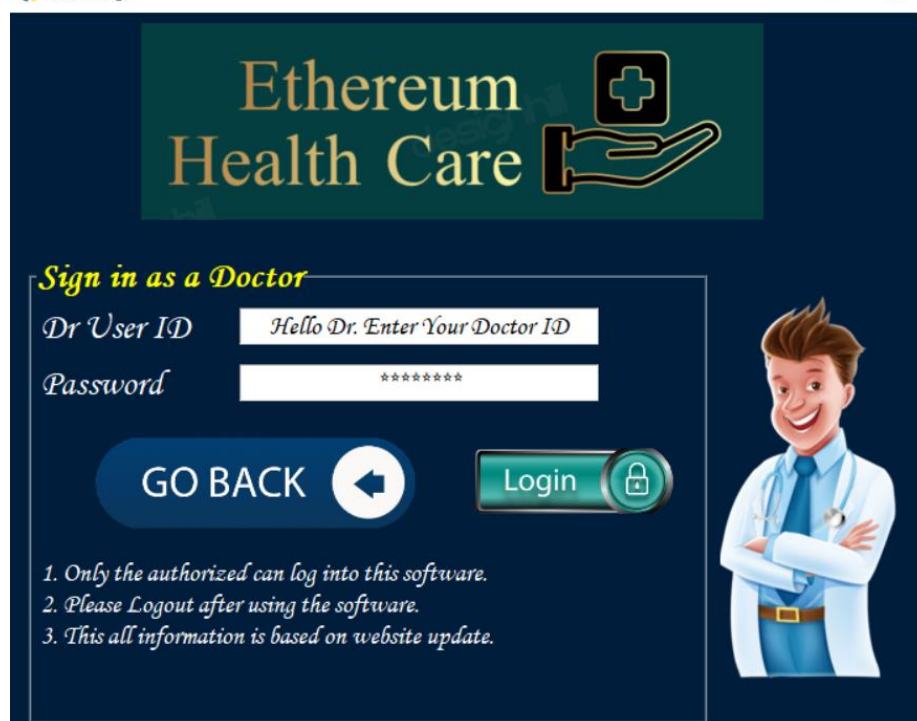 Ethereum
Health Care
Sign in as a Doctor
Dr User ID
Hello Dr. Enter Your Doctor ID
Password
********
GO BACK
Login
1. Only the authorized can log into this software.
2. Please Logout after using the software.
3. This all information is based on website update.